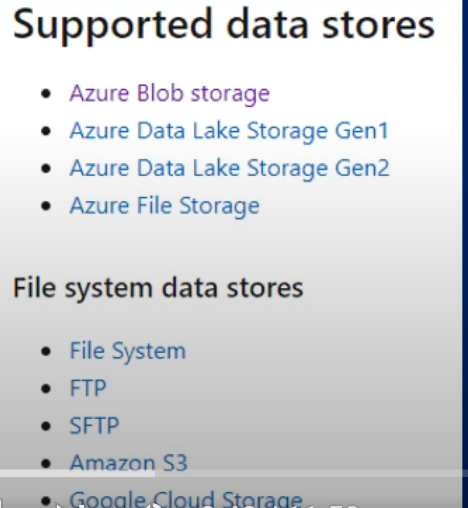 Supported data stores
Azure Blob storage
Azure Data Lake Storage Gen1
Azure Data Lake Storage Gen2
Azure File Storage
File system data stores
File System
FTP
SFTP
Amazon S3
Google Cloud Storage